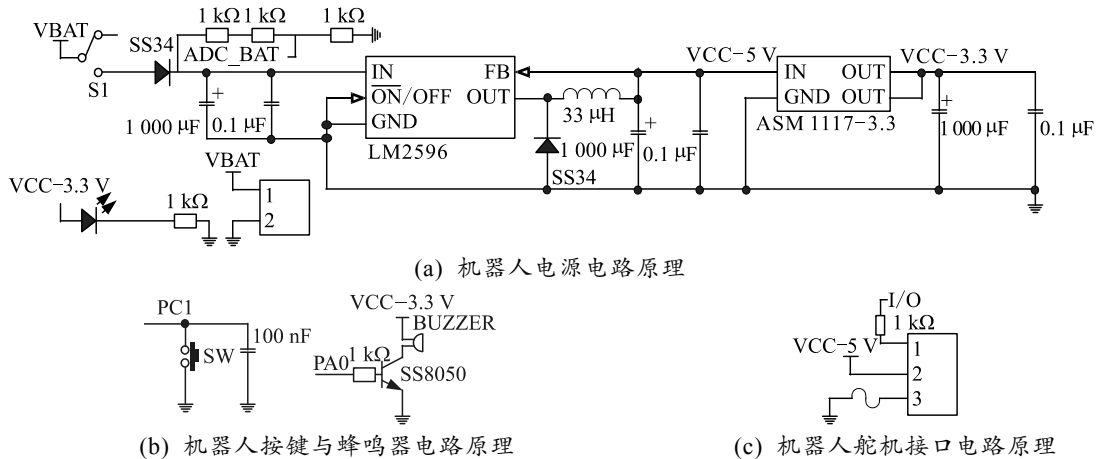 1 kΩ 1 kΩ 1 kΩ
VBAT
SS34
ADC_BAT
S1
1 000 μF
+
0.1 μF
IN
ON/OFF
GND
FB
OUT
LM2596
33 μH
SS34
1 000 μF
+
0.1 μF
VCC−5 V
IN
GND
OUT
OUT
ASM 1117-3.3
VCC−3.3 V
+
1 000 μF
0.1 μF
VCC−3.3 V
1 kΩ
VBAT
1
2
(a) 机器人电源电路原理
PC1
SW
100 nF
VCC−3.3 V
BUZZER
PA0
1 kΩ
SS8050
(b) 机器人按键与蜂鸣器电路原理
I/O
1 kΩ
VCC−5 V
1
2
3
(c) 机器人舵机接口电路原理